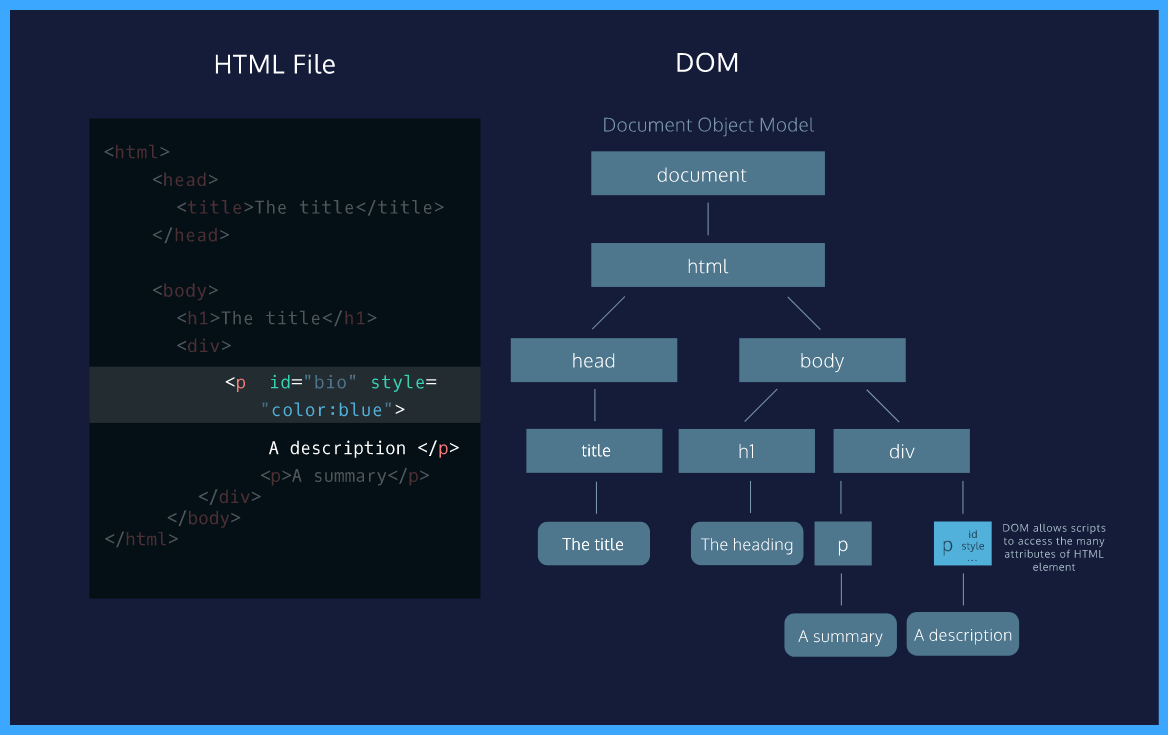 HTML File
<html>
<head>
<title>The title</title>
</head>
<body>
<h1>The title</h1>
<div>
<p id="bio" style=
"color:blue">
A description </p>
<p>A summary</p>
</div>
</body>
</html>
DOM
Document Object Model
document
html
head
body
title
h1
div
The title
The heading
p
p
id
style
...
DOM allows scripts
to access the many
attributes of HTML
element
A summary
A description